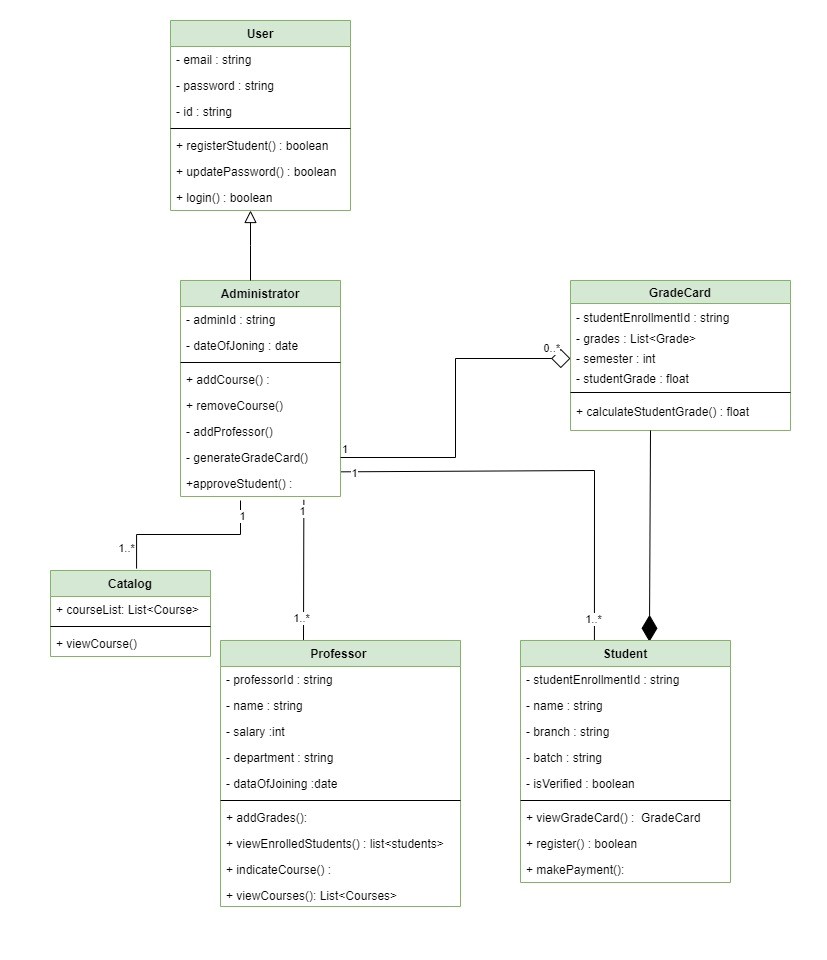 User
- email : string
- password : string
- id : string
+ registerStudent() : boolean
+ updatePassword() : boolean
+ login() : boolean
Administrator
- adminId : string
- dateOfJoning : date
+ addCourse() :
+ removeCourse()
- addProfessor()
- generateGradeCard()
+approveStudent() :
GradeCard
- studentEnrollmentId : string
- grades : List<Grade>
- semester : int
- studentGrade : float
+ calculateStudentGrade() : float
0..*
1
1
1
1
1..*
1..*
1..*
Catalog
+ courseList: List<Course>
+ viewCourse()
Professor
- professorId : string
- name : string
- salary :int
- department : string
- dataOfJoining :date
+ addGrades():
+ viewEnrolledStudents() : list<students>
+ indicateCourse() :
+ viewCourses(): List<Courses>
Student
- studentEnrollmentId : string
- name : string
- branch : string
- batch : string
- isVerified : boolean
+ viewGradeCard() : GradeCard
+ register() : boolean
+ makePayment():